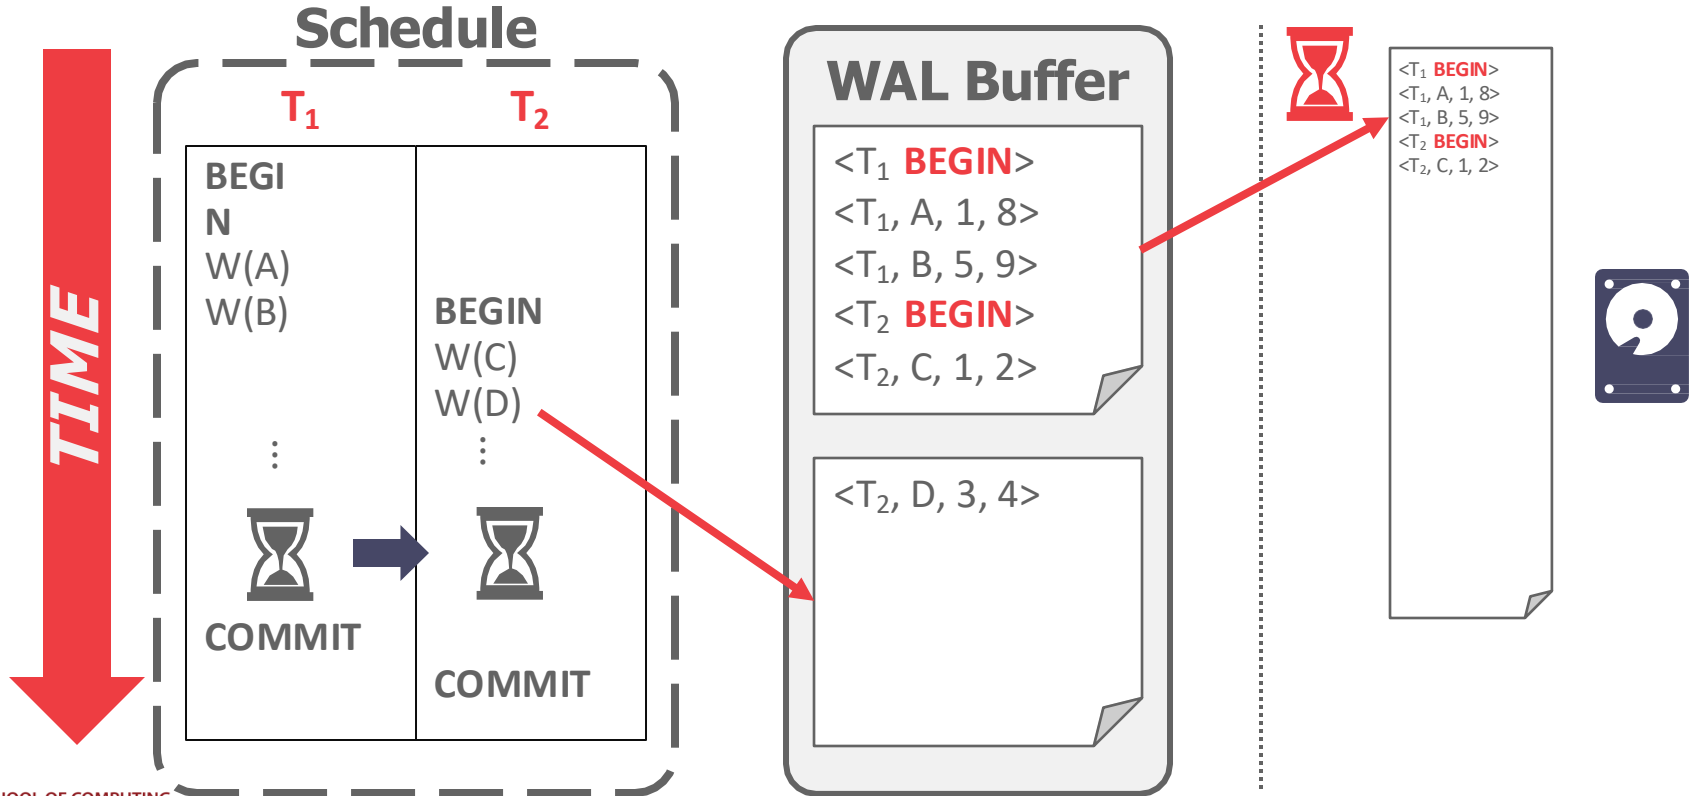 Schedule
T₁ T₂
BEGI
N
W(A)
W(B)
⋮
COMMIT
BEGIN
W(C)
W(D)
⋮
COMMIT
TIME
WAL Buffer
<T₁ BEGIN>
<T₁, A, 1, 8>
<T₁, B, 5, 9>
<T₂ BEGIN>
<T₂, C, 1, 2>
<T₂, D, 3, 4>
<T₁ BEGIN>
<T₁, A, 1, 8>
<T₁, B, 5, 9>
<T₂ BEGIN>
<T₂, C, 1, 2>
OF COMPUTING